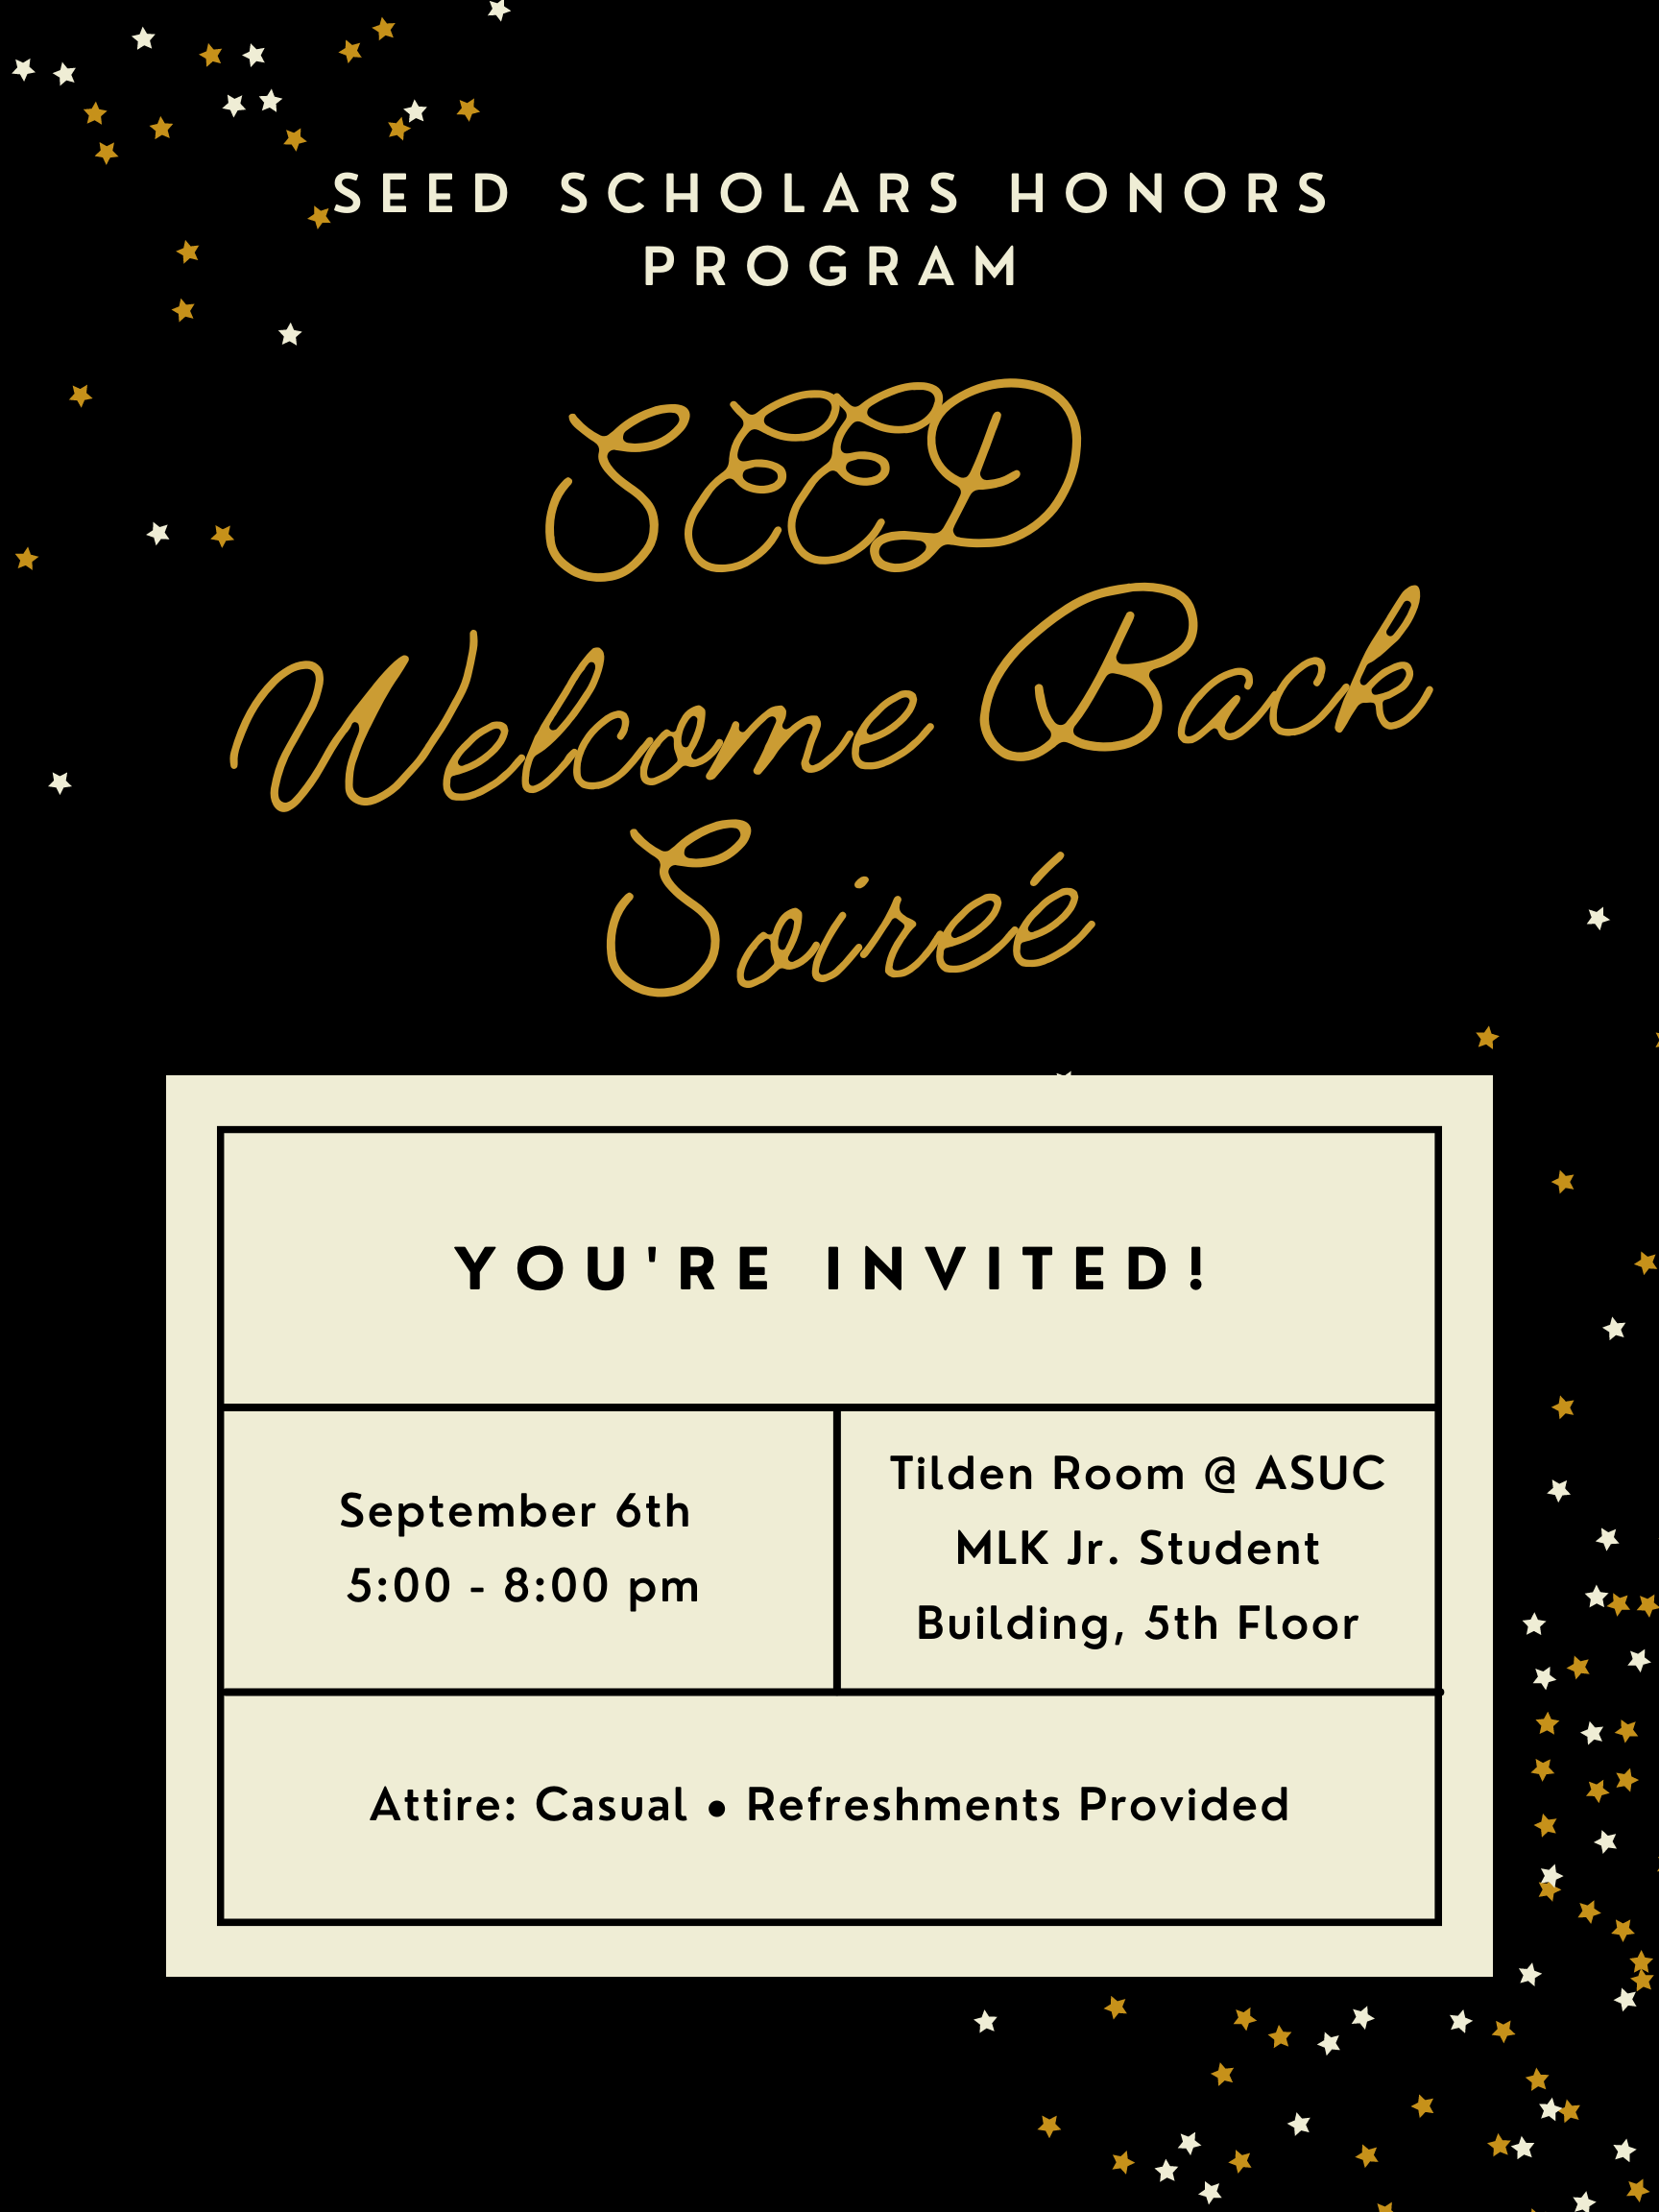 SEED SCHOLARS HONORS
PROGRAM
SEED
Welcome Back
Soireé
YOU'RE INVITED!
September 6th
5:00 - 8:00 pm
Tilden Room @ ASUC
MLK Jr. Student
Building, 5th Floor
Attire: Casual • Refreshments Provided